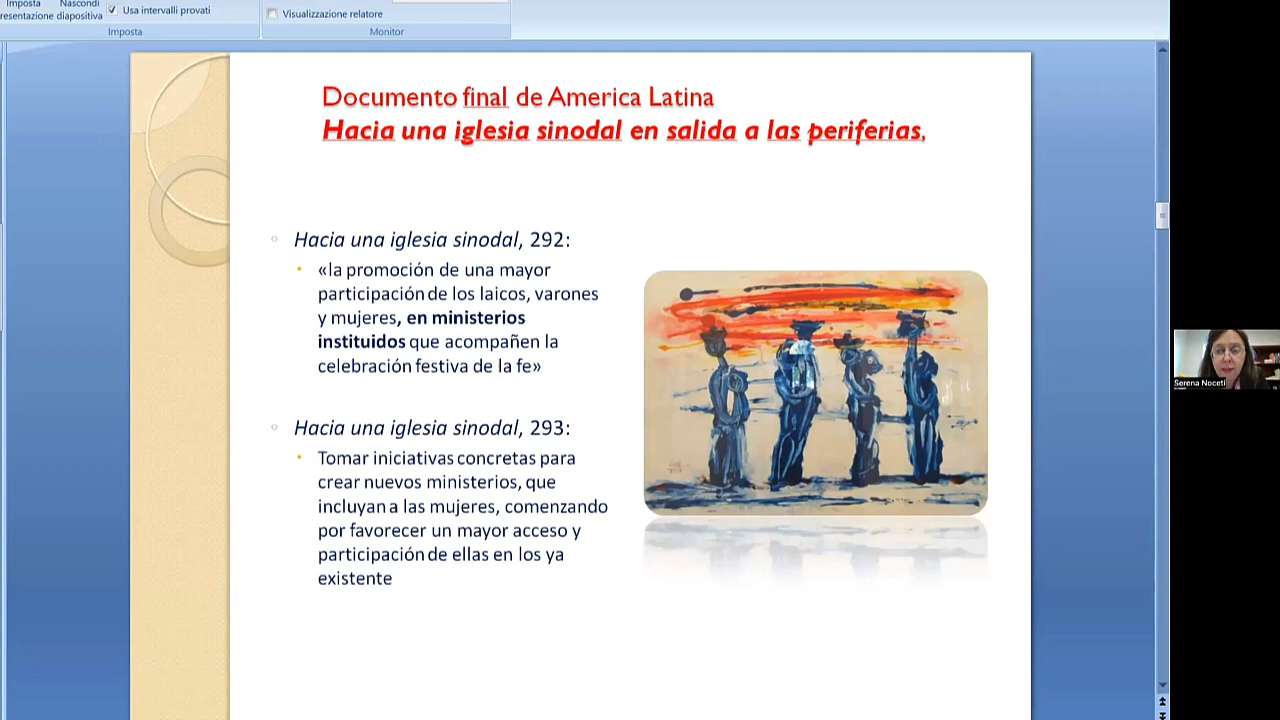 Imposta
Nascondi
resentazione
diapositiva
Usa intervalli provati
Visualizzazione relatore
Imposta
Monitor
Documento final de America Latina
Hacia una iglesia sinodal en salida a las periferias,
Hacia una iglesia sinodal, 292:
«la promoción de una mayor
participación de los laicos, varones
y mujeres, en ministerios
instituidos que acompañen la
celebración festiva de la fe»
Hacia una iglesia sinodal, 293:
Tomar iniciativas concretas para
crear nuevos ministerios, que
incluyan a las mujeres, comenzando
por favorecer un mayor acceso y
participación de ellas en los ya
existente
Serena Noceti